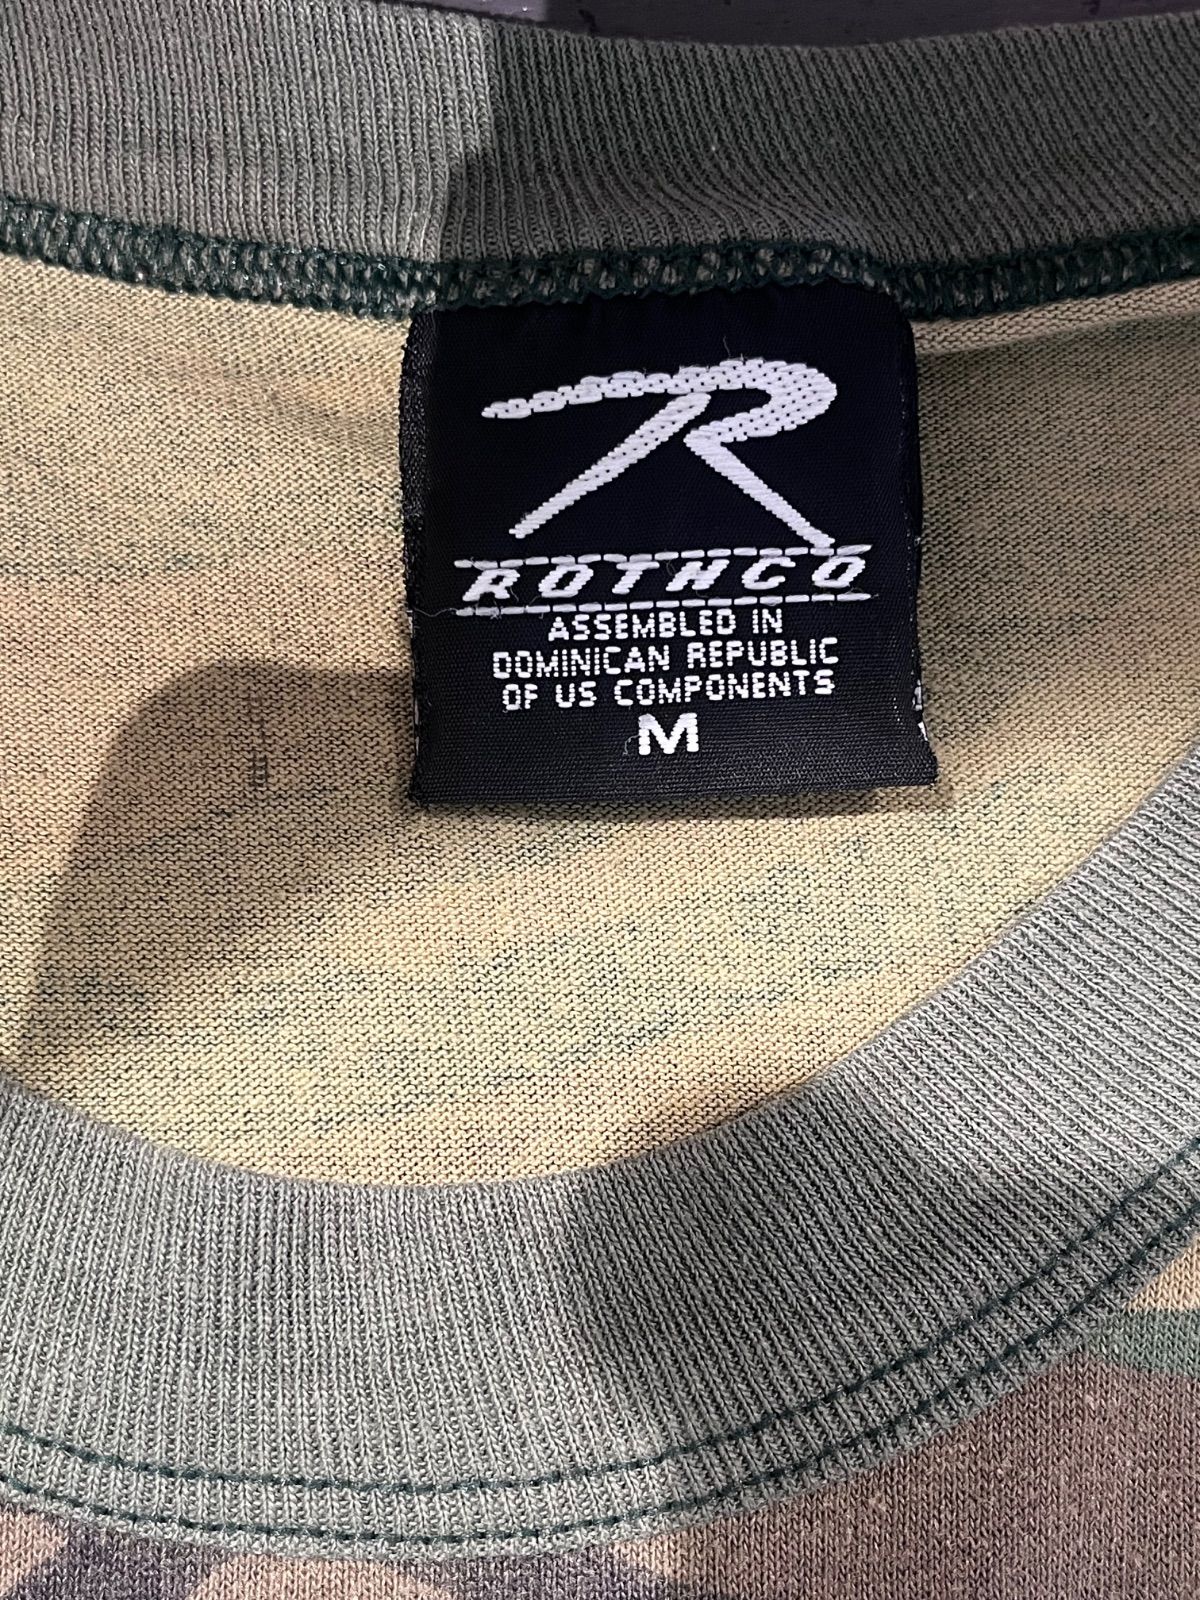 R
ROTHCO
ASSEMBLED IN
DOMINICAN REPUBLIC
OF US COMPONENTS
M